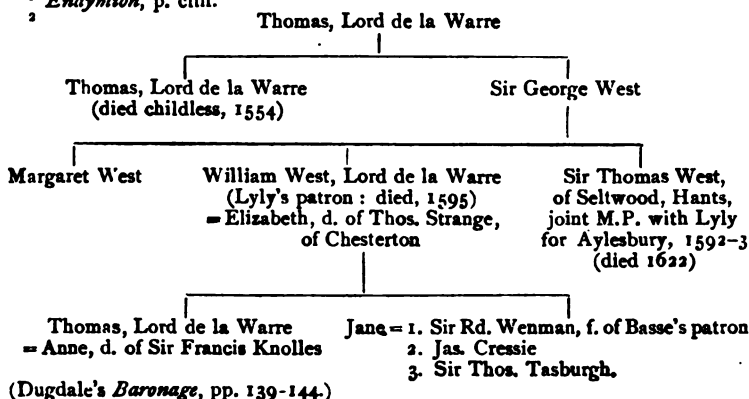 ¹ Endymion, p. cliii.
²
Thomas, Lord de la Warre
Thomas, Lord de la Warre
(died childless, 1554)
Sir George West
Margaret West
William West, Lord de la Warre
(Lyly's patron : died, 1595)
= Elizabeth, d. of Thos. Strange,
of Chesterton
Sir Thomas West,
of Seltwood, Hants,
joint M.P. with Lyly
for Aylesbury, 1592-3
(died 1622)
Thomas, Lord de la Warre
= Anne, d. of Sir Francis Knolles
Jane = 1. Sir Rd. Wenman, f. of Basse's patron
2. Jas. Cressie
3. Sir Thos. Tasburgh.
(Dugdale's Baronage, pp. 139-144.)